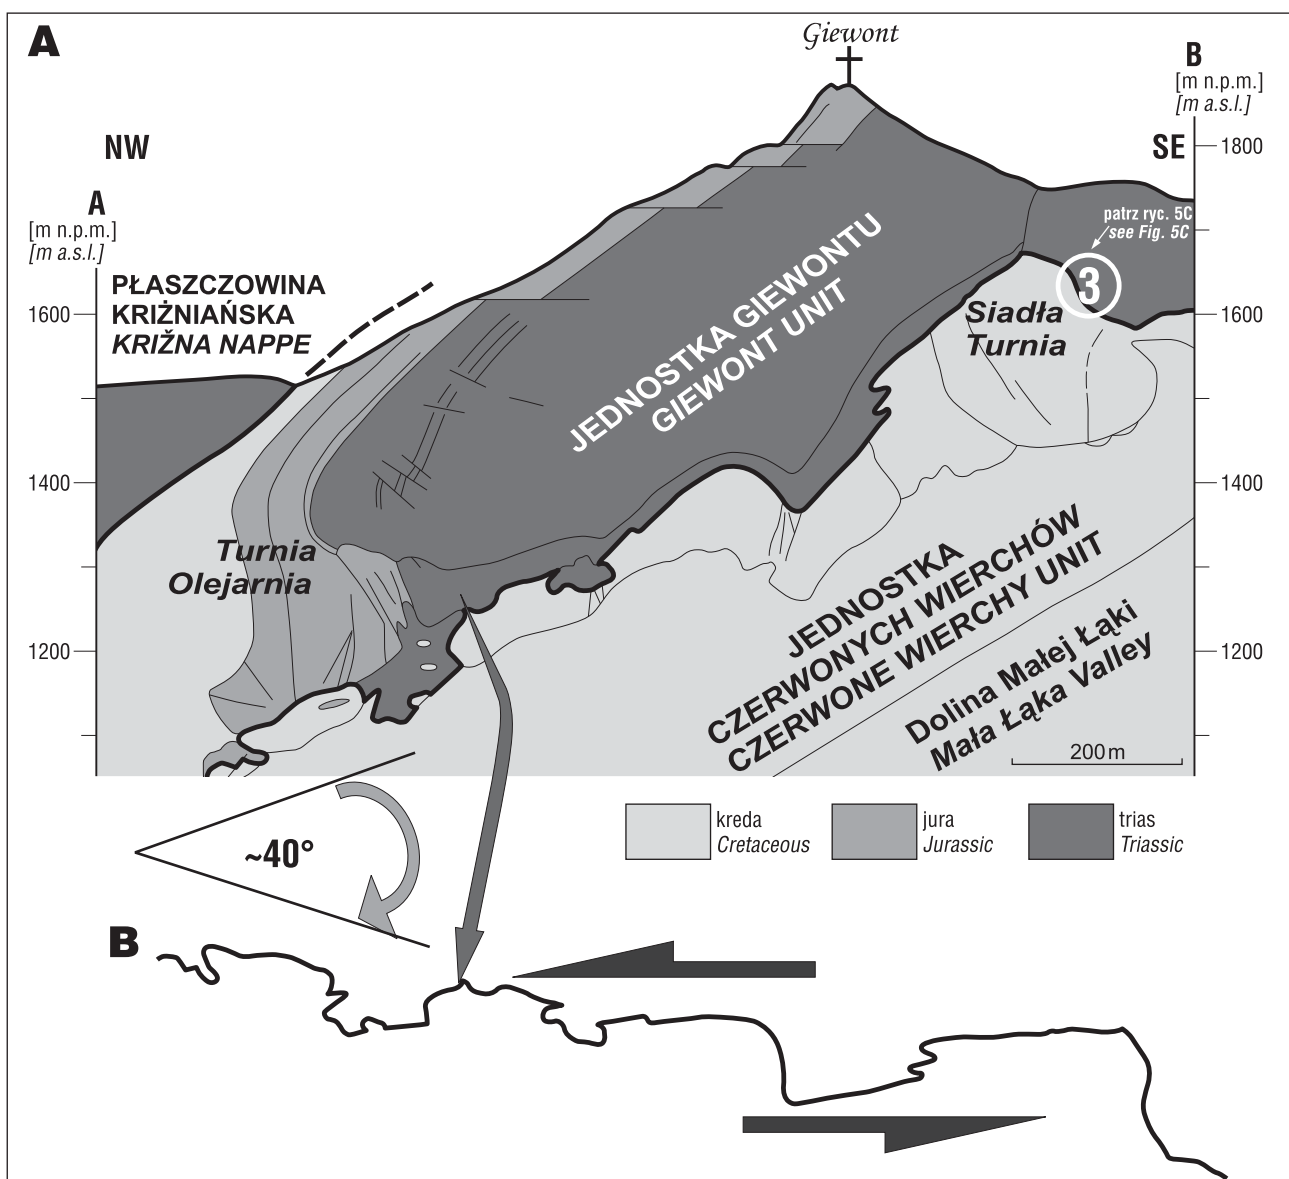 A
Giewont
B
[m n.p.m.]
[m a.s.l.]
NW
SE
1800
A
[m n.p.m.]
[m a.s.l.]
patrz ryc. 5C
see Fig. 5C
3
PŁASZCZOWINA
KRIŻNIAŃSKA
KRIŽNA NAPPE
1600
1600
Siadła
Turnia
JEDNOSTKA GIEWONTU
GIEWONT UNIT
1400
1400
Turnia
Olejarnia
JEDNOSTKA
CZERWONYCH WIERCHÓW
CZERWONE WIERCHY UNIT
1200
1200
Dolina Małej Łąki
Mała Łąka Valley
200 m
kreda
Cretaceous
jura
Jurassic
trias
Triassic
~40°
B